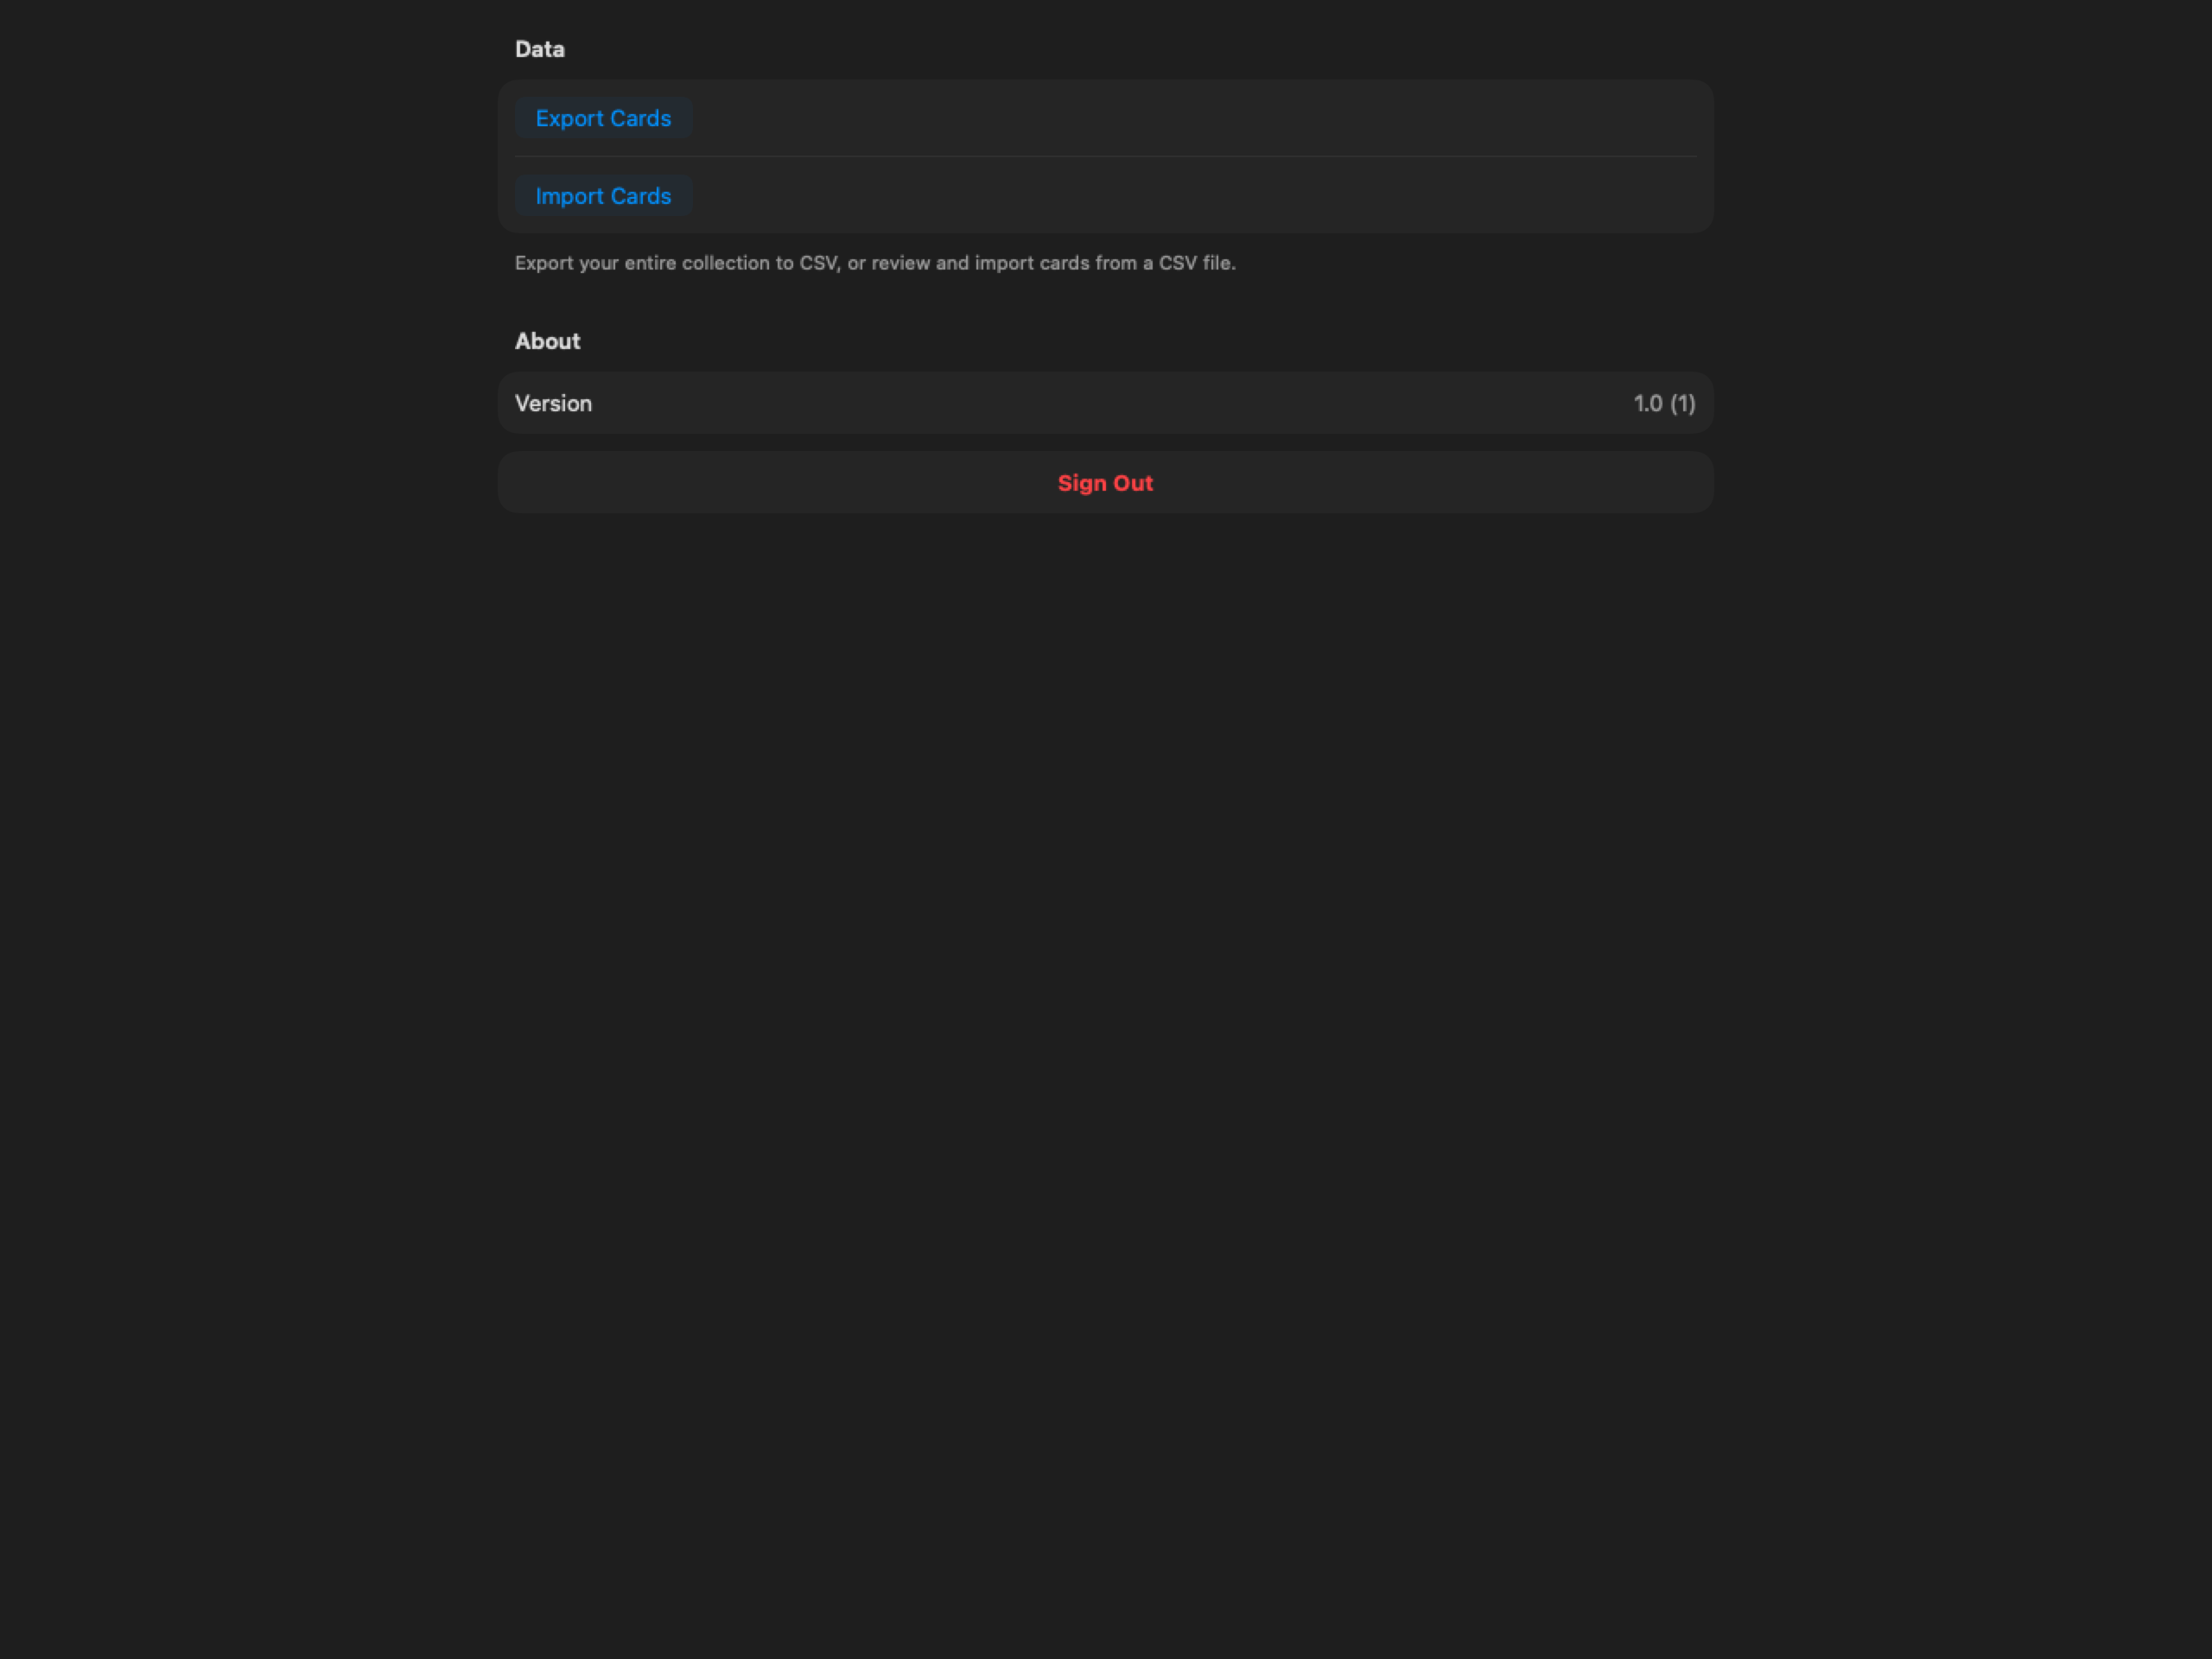 Data
Export Cards
Import Cards
Export your entire collection to CSV, or review and import cards from a CSV file.
About
Version 1.0 (1)
Sign Out